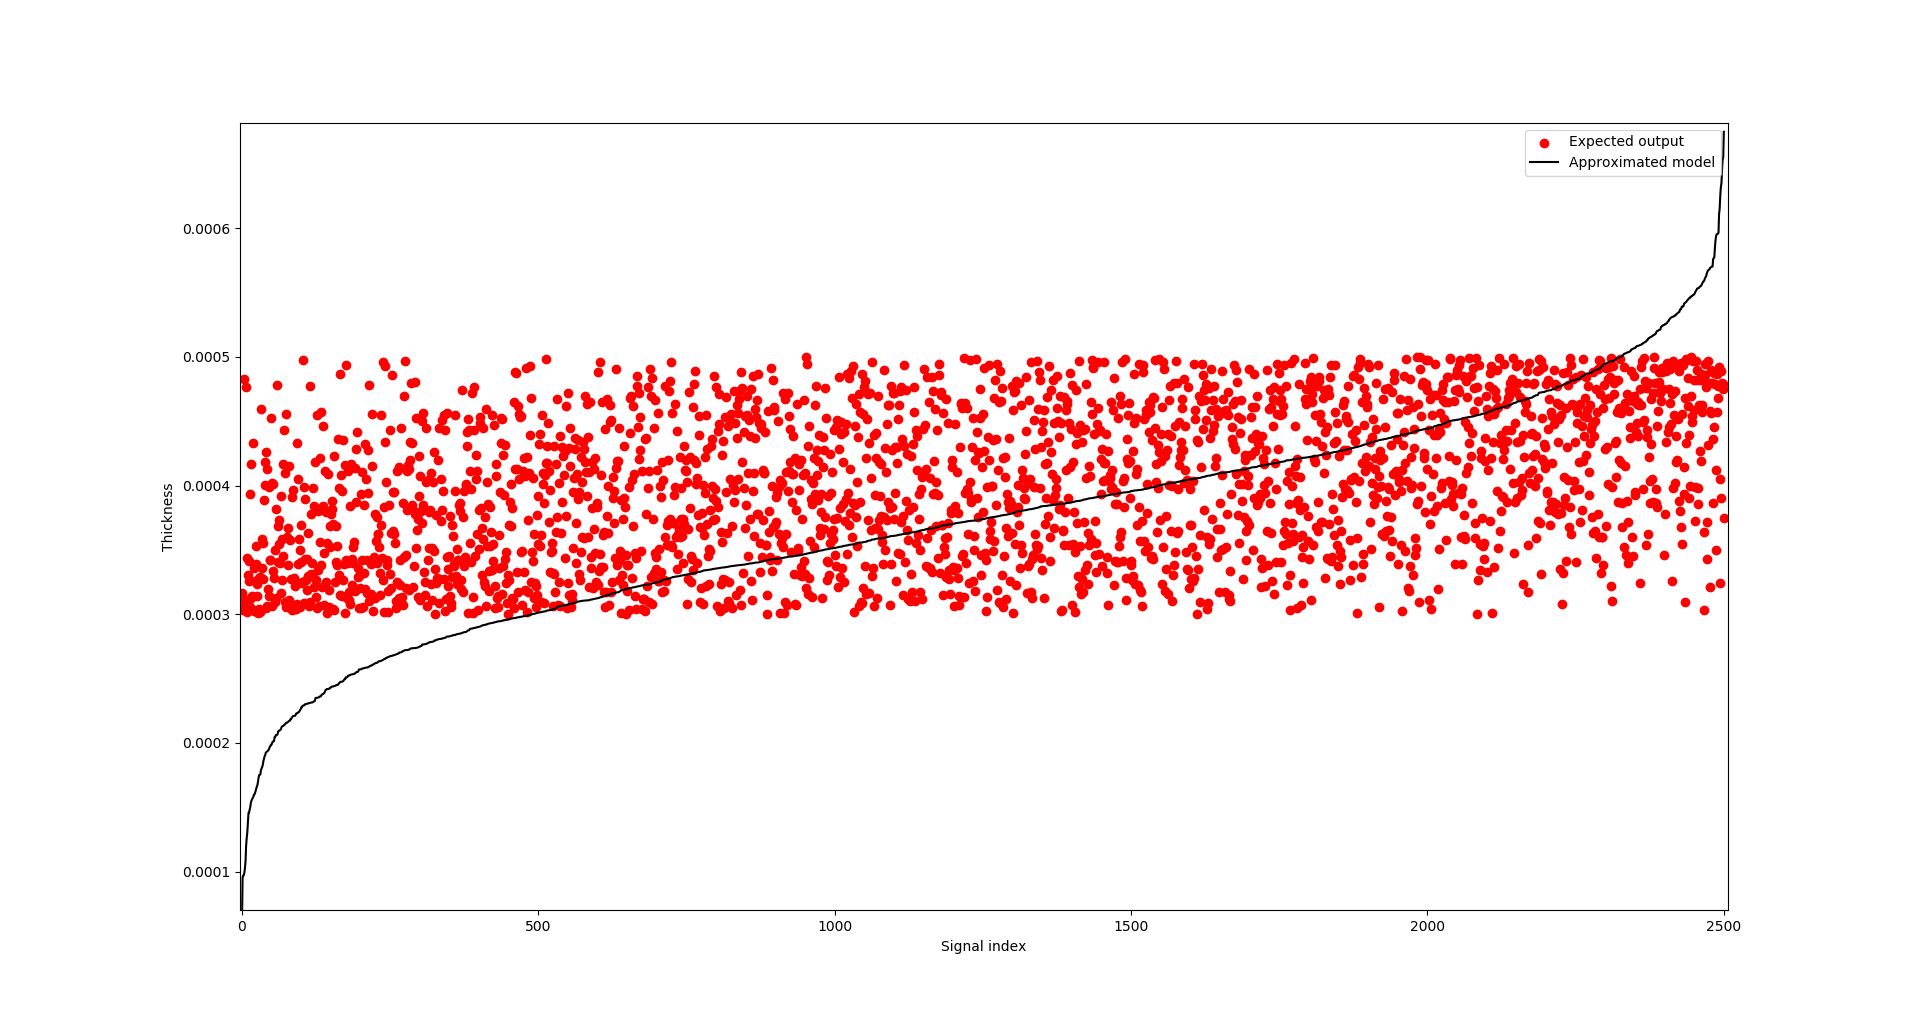 Expected output
Approximated model
0.0006
0.0005
0.0004
0.0003
0.0002
0.0001
Thickness
0 500 1000 1500 2000 2500
Signal index